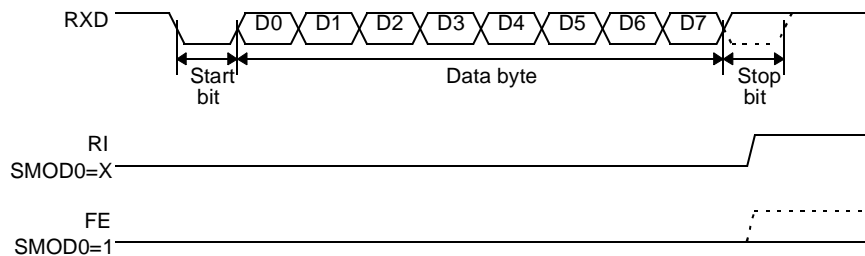 RXD D0 D1 D2 D3 D4 D5 D6 D7
Start Data byte Stop
bit bit
RI
SMOD0=X
FE
SMOD0=1